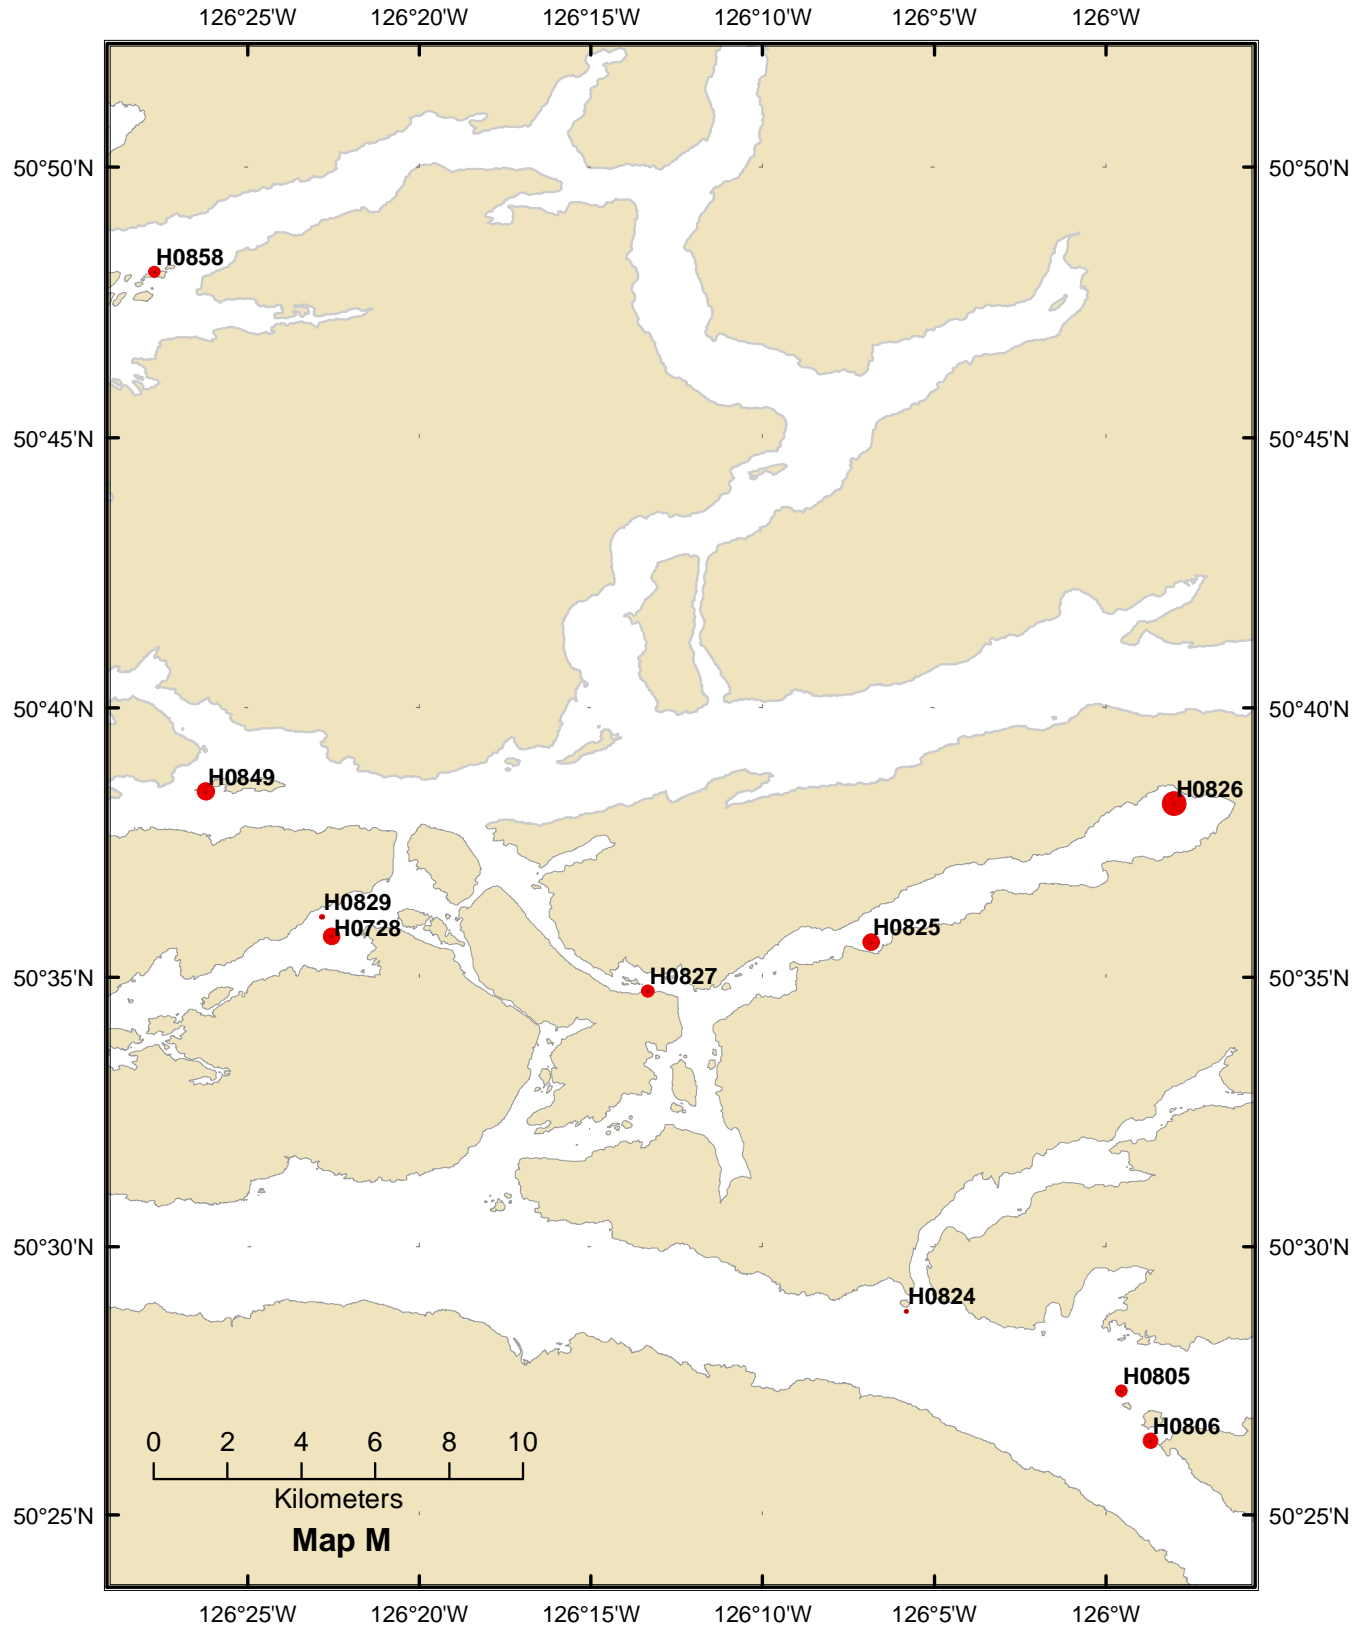 126°25'W 126°20'W 126°15'W 126°10'W 126°5'W 126°W
50°50'N 50°50'N
H0858
50°45'N 50°45'N
50°40'N 50°40'N
H0849
H0826
H0829
H0728
H0825
50°35'N H0827 50°35'N
50°30'N 50°30'N
H0824
H0805
H0806
0 2 4 6 8 10
Kilometers
50°25'N 50°25'N
Map M
126°25'W 126°20'W 126°15'W 126°10'W 126°5'W 126°W